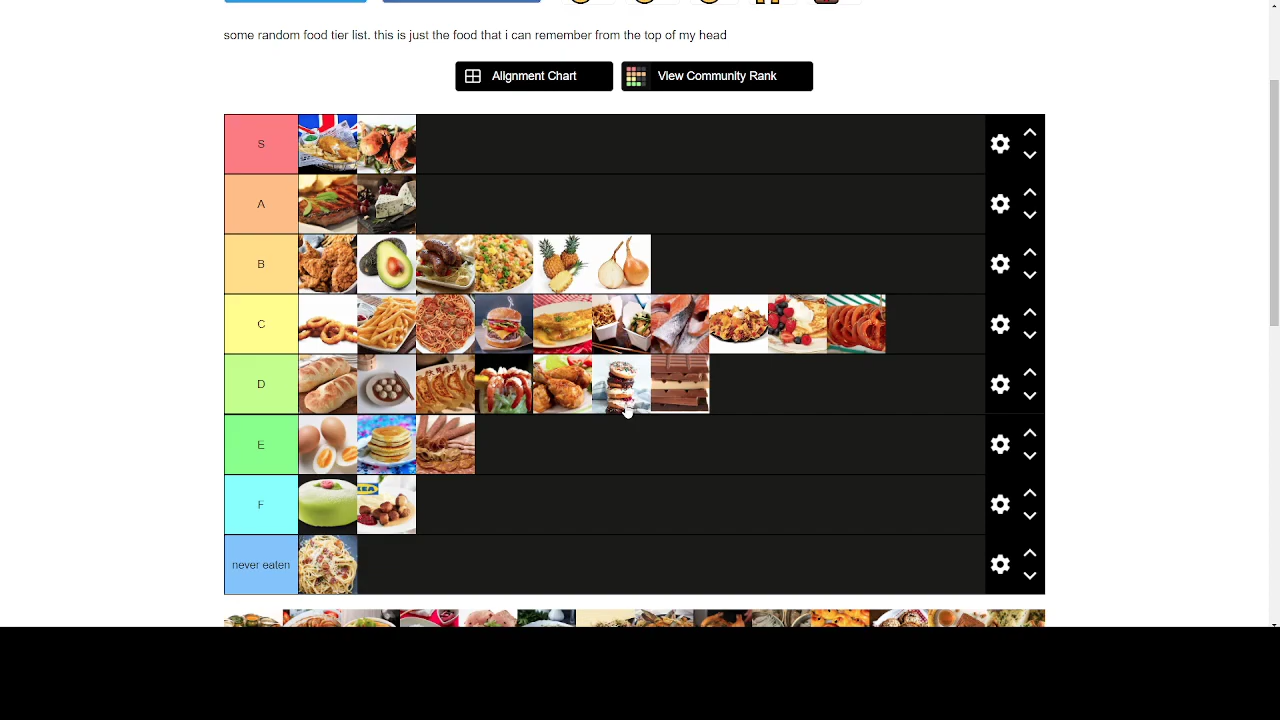 some random food tier list. this is just the food that i can remember from the top of my head
Alignment Chart
View Community Rank
S
A
B
C
D
E
F
IKEA
never eaten